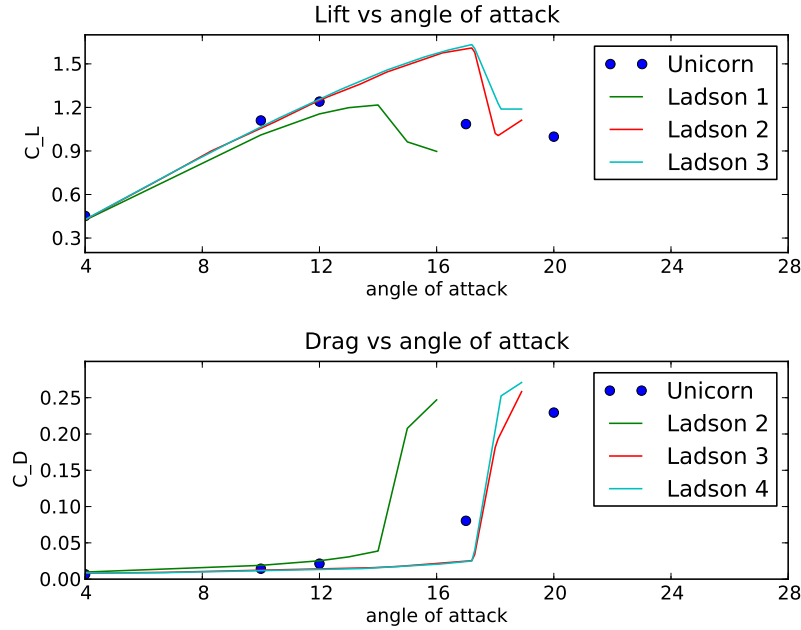 Lift vs angle of attack
1.5
1.2
0.9
0.6
0.3
C_L
4 8 12 16 20 24 28
angle of attack
Unicorn
Ladson 1
Ladson 2
Ladson 3
Drag vs angle of attack
0.25
0.20
0.15
0.10
0.05
0.00
C_D
4 8 12 16 20 24 28
angle of attack
Unicorn
Ladson 2
Ladson 3
Ladson 4